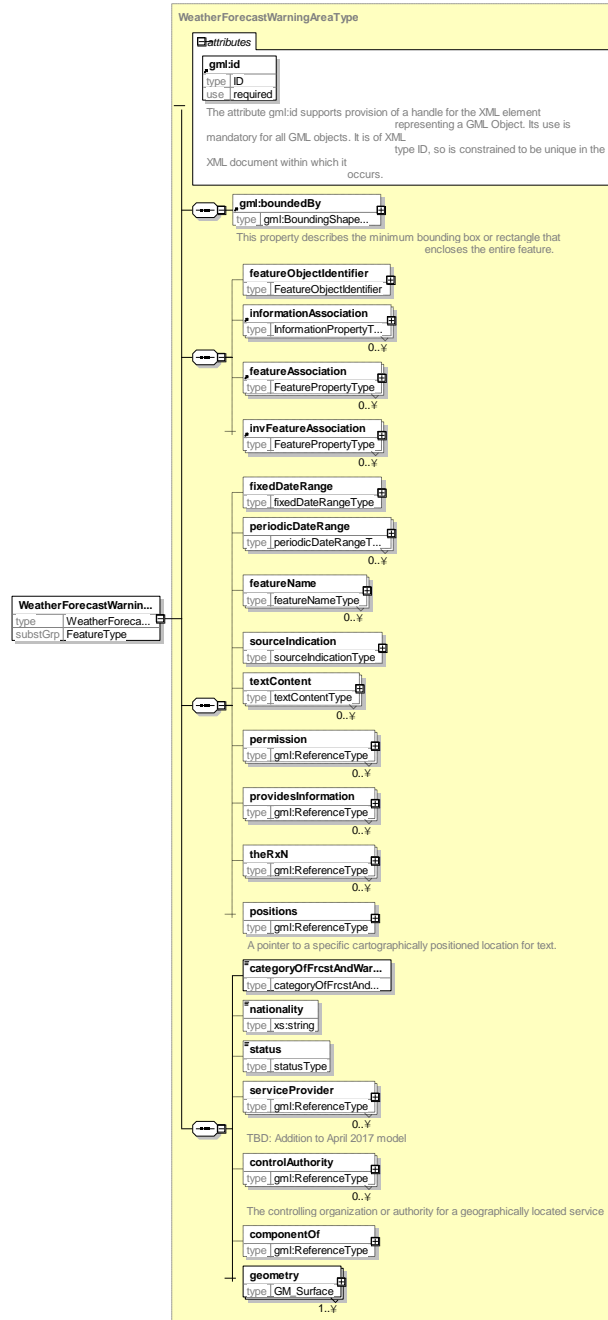 WeatherForecastWarningAreaType
attributes
gml:id
type ID
use required
The attribute gml:id supports provision of a handle for the XML element
representing a GML Object. Its use is
mandatory for all GML objects. It is of XML
type ID, so is constrained to be unique in the
XML document within which it
occurs.
gml:boundedBy
type gml:BoundingShape...
This property describes the minimum bounding box or rectangle that
encloses the entire feature.
featureObjectIdentifier
type FeatureObjectIdentifier
informationAssociation
type InformationPropertyT...
0..¥
featureAssociation
type FeaturePropertyType
0..¥
invFeatureAssociation
type FeaturePropertyType
0..¥
fixedDateRange
type fixedDateRangeType
periodicDateRange
type periodicDateRangeT...
0..¥
featureName
type featureNameType
0..¥
WeatherForecastWarnin...
type WeatherForeca...
substGrp FeatureType
sourceIndication
type sourceIndicationType
textContent
type textContentType
0..¥
permission
type gml:ReferenceType
0..¥
providesInformation
type gml:ReferenceType
0..¥
theRxN
type gml:ReferenceType
0..¥
positions
type gml:ReferenceType
A pointer to a specific cartographically positioned location for text.
categoryOfFrcstAndWar...
type categoryOfFrcstAnd...
nationality
type xs:string
status
type statusType
serviceProvider
type gml:ReferenceType
0..¥
TBD: Addition to April 2017 model
controlAuthority
type gml:ReferenceType
0..¥
The controlling organization or authority for a geographically located service
componentOf
type gml:ReferenceType
geometry
type GM_Surface
1..¥